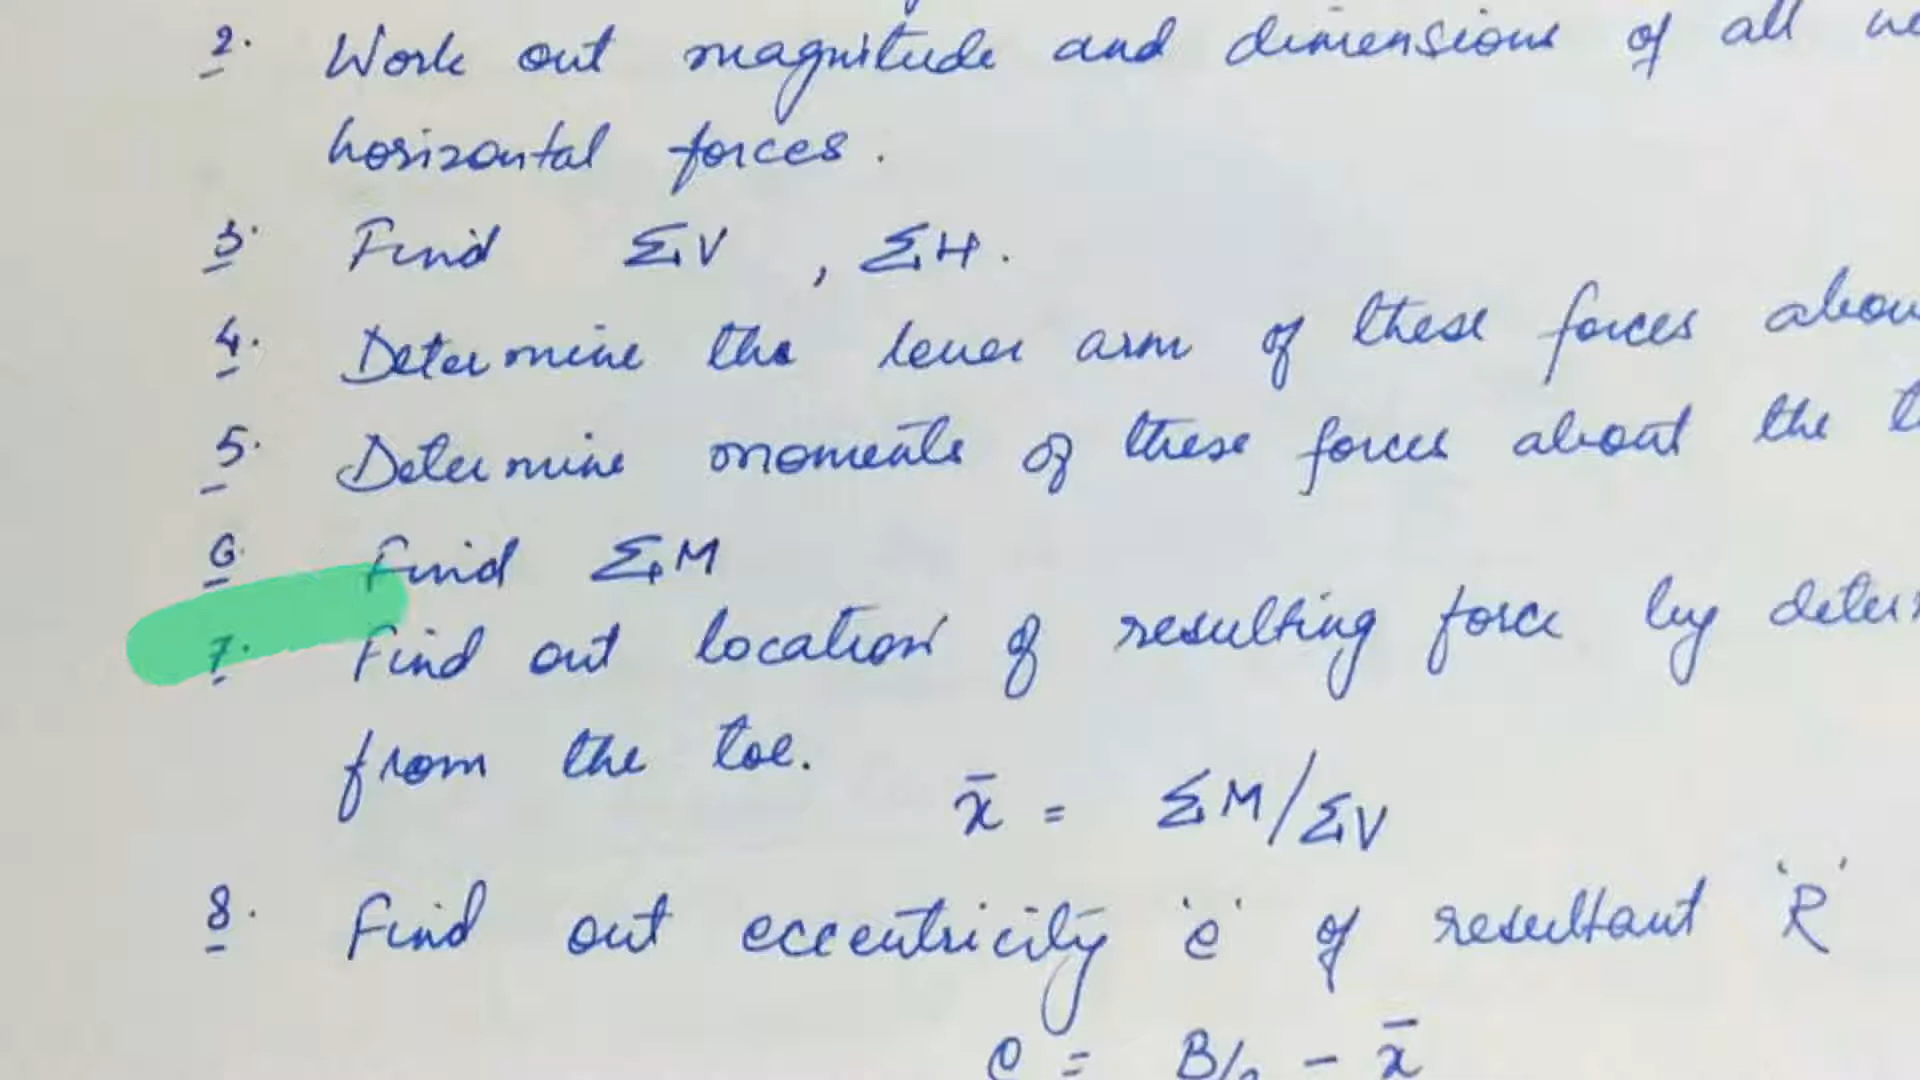 2. Work out magnitude and dimensions of all
horizontal forces.
3. Find ΣV, ΣH.
4. Determine the lever arm of these forces
5. Determine moments of these forces about the
6. Find ΣM
7. Find out location of resulting force by
from the toe.
x̄ = ΣM/ΣV
8. Find out eccentricity 'e' of resultant 'R'
e = B/2 - x̄